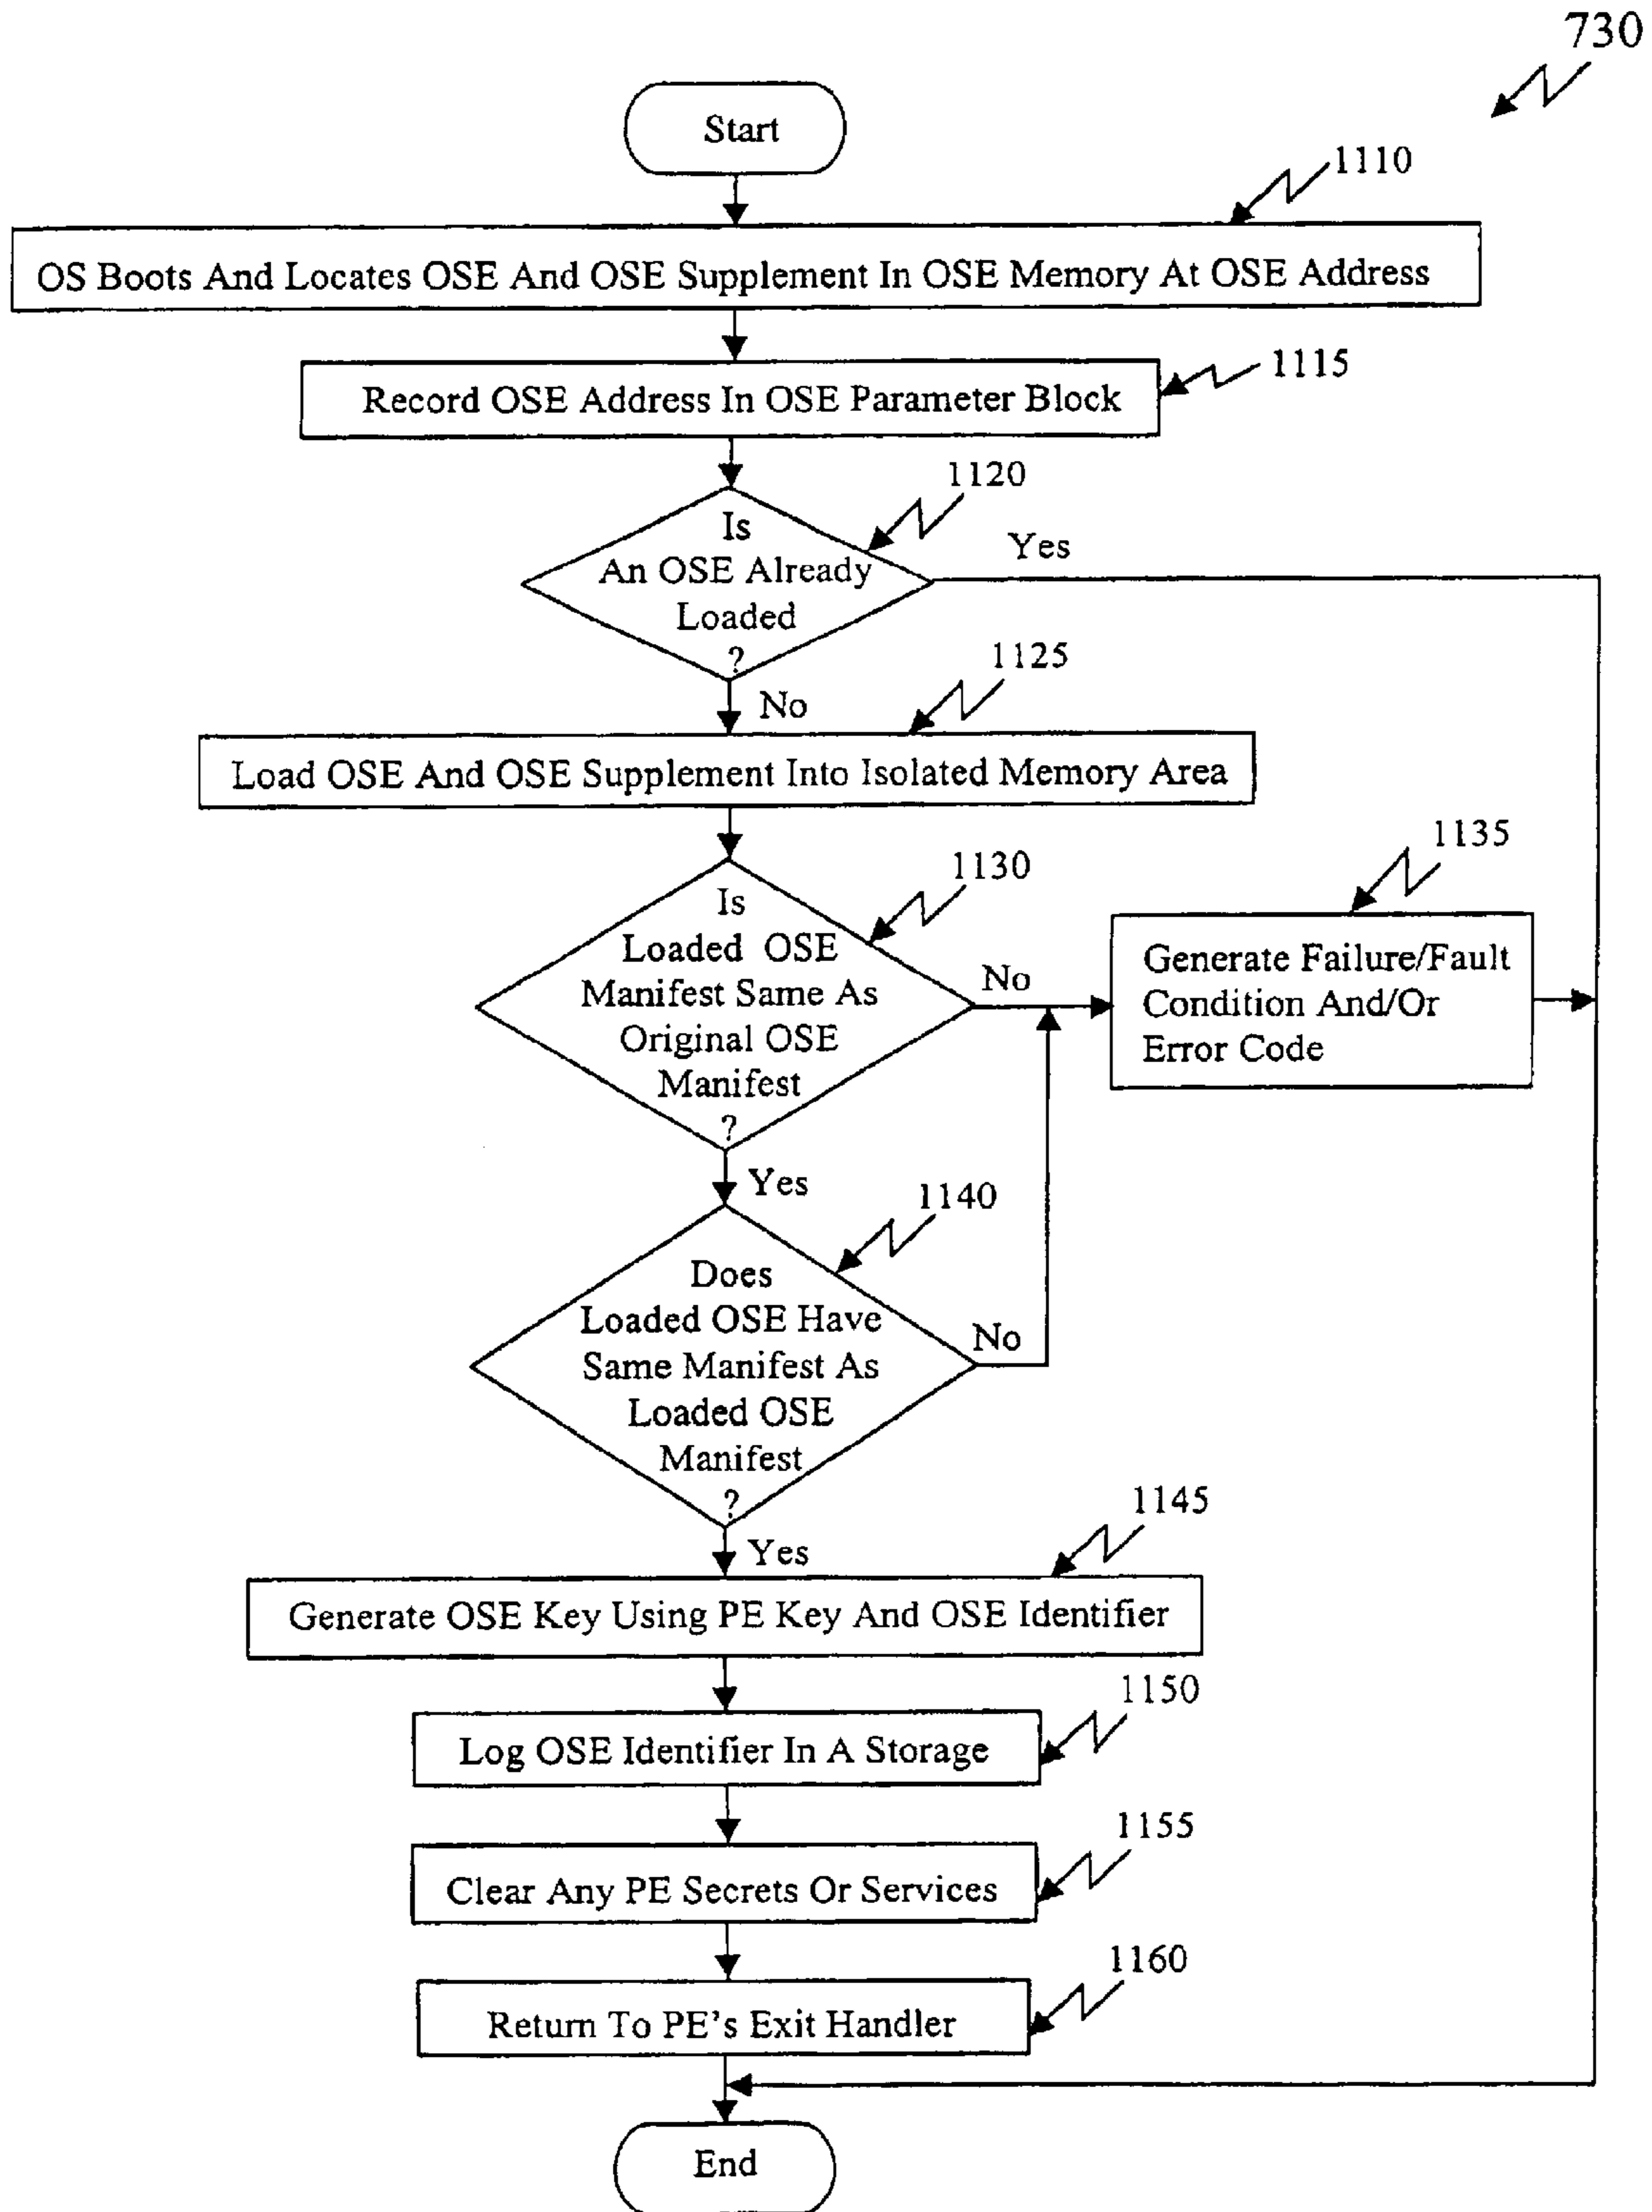 730
Start
1110
OS Boots And Locates OSE And OSE Supplement In OSE Memory At OSE Address
Record OSE Address In OSE Parameter Block
1115
1120
Is
An OSE Already
Loaded
?
Yes
No
1125
Load OSE And OSE Supplement Into Isolated Memory Area
1130
Is
Loaded OSE
Manifest Same As
Original OSE
Manifest
?
No
1135
Generate Failure/Fault
Condition And/Or
Error Code
Yes
1140
Does
Loaded OSE Have
Same Manifest As
Loaded OSE
Manifest
?
No
Yes
1145
Generate OSE Key Using PE Key And OSE Identifier
1150
Log OSE Identifier In A Storage
1155
Clear Any PE Secrets Or Services
1160
Return To PE's Exit Handler
End